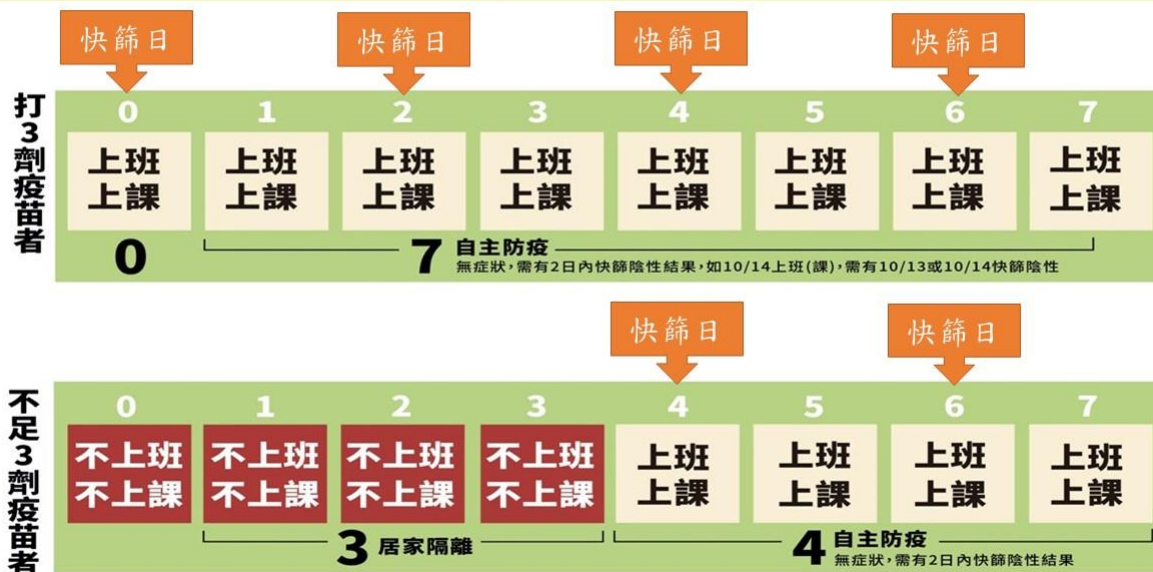 快篩日 快篩日 快篩日 快篩日
打3劑疫苗者
0 1 2 3 4 5 6 7
上班 上班 上班 上班 上班 上班 上班 上班
上課 上課 上課 上課 上課 上課 上課 上課
0 7 自主防疫
無症狀,需有2日內快篩陰性結果,如10/14上班(課),需有10/13或10/14快篩陰性
快篩日 快篩日
不足3劑疫苗者
0 1 2 3 4 5 6 7
不上班 不上班 不上班 不上班 上班 上班 上班 上班
不上課 不上課 不上課 不上課 上課 上課 上課 上課
3 居家隔離 4 自主防疫
無症狀,需有2日內快篩陰性結果